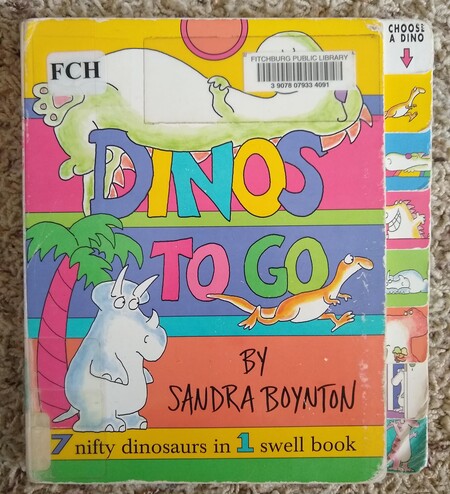 CHOOSE
A DINO
FCH
FITCHBURG PUBLIC LIBRARY
3 9078 07933 4091
DINOS
TO GO
BY
SANDRA BOYNTON
7 nifty dinosaurs in 1 swell book